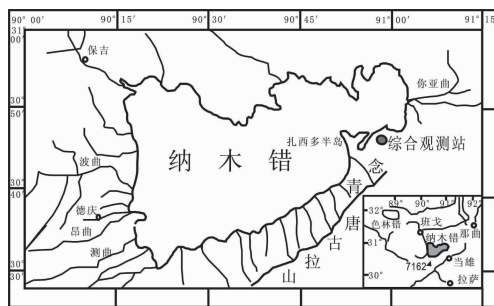 90° 00′ 90° 15′ 90° 30′ 90° 45′ 91° 00′ 15′
31° 00′
保吉
你亚曲
30° 50′
扎西多半岛
综合观测站
纳木错
波曲
念青唐古拉山
30° 40′
德庆
昂曲
测曲
30° 30′
89° 90° 91° 92°
32°
色林错
班戈
那曲
31°
纳木错
7162
当雄
30°
拉萨